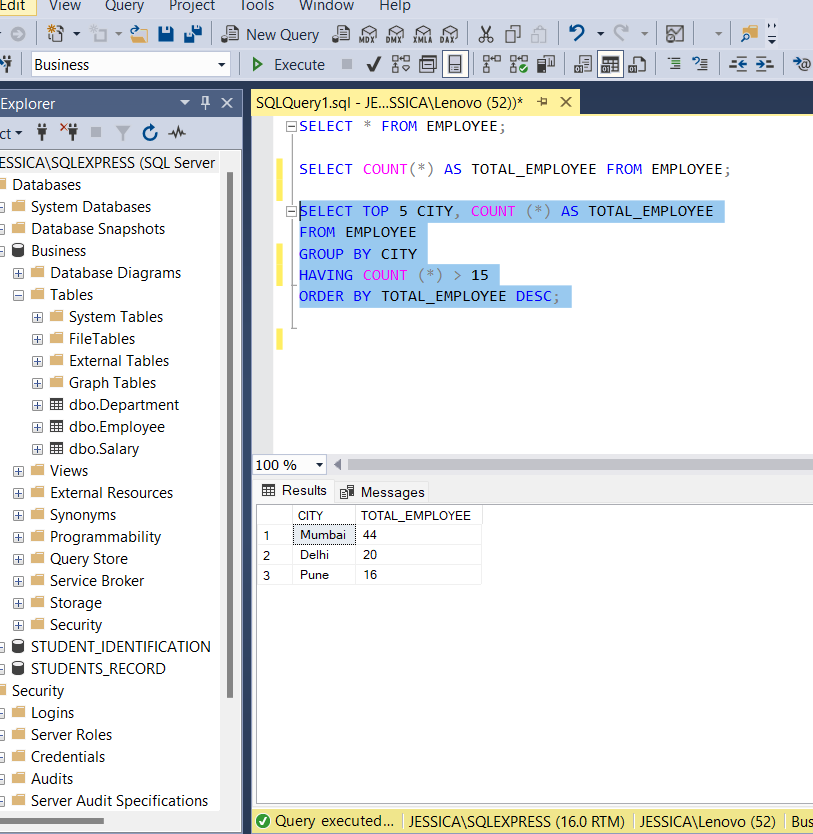 Edit View Query Project Tools Window Help
New Query MDX DMX XMLA DAX
Business Execute
Explorer
SQLQuery1.sql - JE...SSICA\Lenovo (52))*
ct
ESSICA\SQLEXPRESS (SQL Server
Databases
System Databases
Database Snapshots
Business
Database Diagrams
Tables
System Tables
FileTables
External Tables
Graph Tables
dbo.Department
dbo.Employee
dbo.Salary
Views
External Resources
Synonyms
Programmability
Query Store
Service Broker
Storage
Security
STUDENT_IDENTIFICATION
STUDENTS_RECORD
Security
Logins
Server Roles
Credentials
Audits
Server Audit Specifications
SELECT * FROM EMPLOYEE;
SELECT COUNT(*) AS TOTAL_EMPLOYEE FROM EMPLOYEE;
SELECT TOP 5 CITY, COUNT (*) AS TOTAL_EMPLOYEE
FROM EMPLOYEE
GROUP BY CITY
HAVING COUNT (*) > 15
ORDER BY TOTAL_EMPLOYEE DESC;
100 %
Results Messages
CITY TOTAL_EMPLOYEE
1 Mumbai 44
2 Delhi 20
3 Pune 16
Query executed... JESSICA\SQLEXPRESS (16.0 RTM) JESSICA\Lenovo (52) Bus